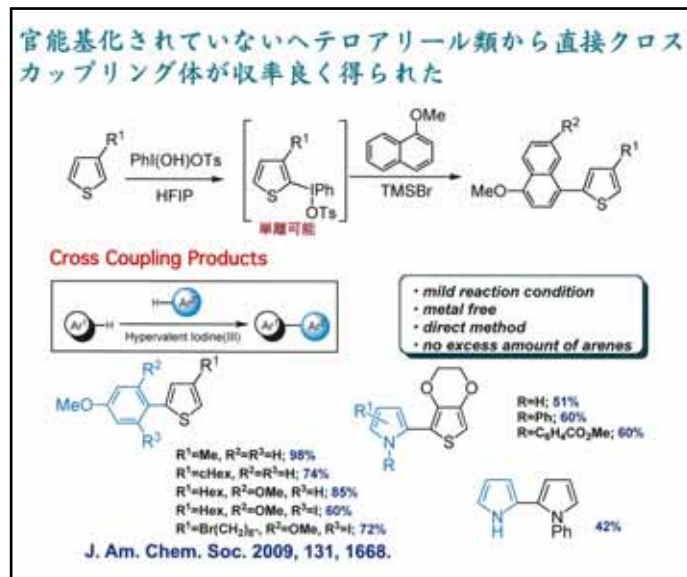 官能基化されていないヘテロアリール類から直接クロス
カップリング体が収率良く得られた
R¹
S
PhI(OH)OTs
HFIP
R¹
S
IPh
OTs
単離可能
OMe
TMSBr
R²
R¹
MeO
S
Cross Coupling Products
H
Ar²
Ar¹
H
Hypervalent Iodine(III)
Ar¹
Ar²
• mild reaction condition
• metal free
• direct method
• no excess amount of arenes
R²
R¹
MeO
S
R³
R¹=Me, R²=R³=H; 98%
R¹=cHex, R²=R³=H; 74%
R¹=Hex, R²=OMe, R³=H; 85%
R¹=Hex, R²=OMe, R³=I; 60%
R²=OMe, R³=I; 72%
O
O
R¹
N
R
S
R=H; 51%
R=Ph; 60%
R=C₆H₄CO₂Me; 60%
N
H
N
Ph
42%
J. Am. Chem. Soc. 2009, 131, 1668.